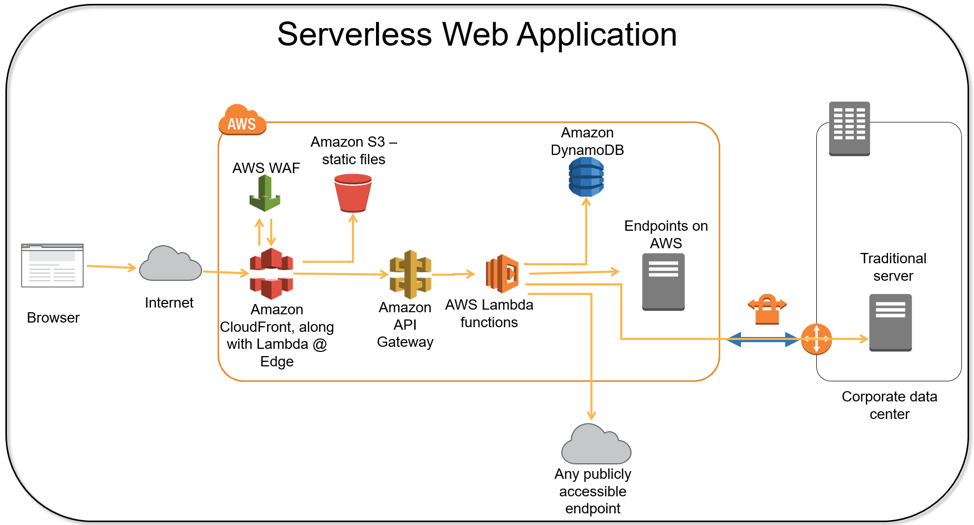 Serverless Web Application
AWS
Amazon S3 –
static files
AWS WAF
Amazon
DynamoDB
Endpoints on
AWS
Traditional
server
Browser
Internet
Amazon
CloudFront, along
with Lambda @
Edge
Amazon
API
Gateway
AWS Lambda
functions
Corporate data
center
Any publicly
accessible
endpoint